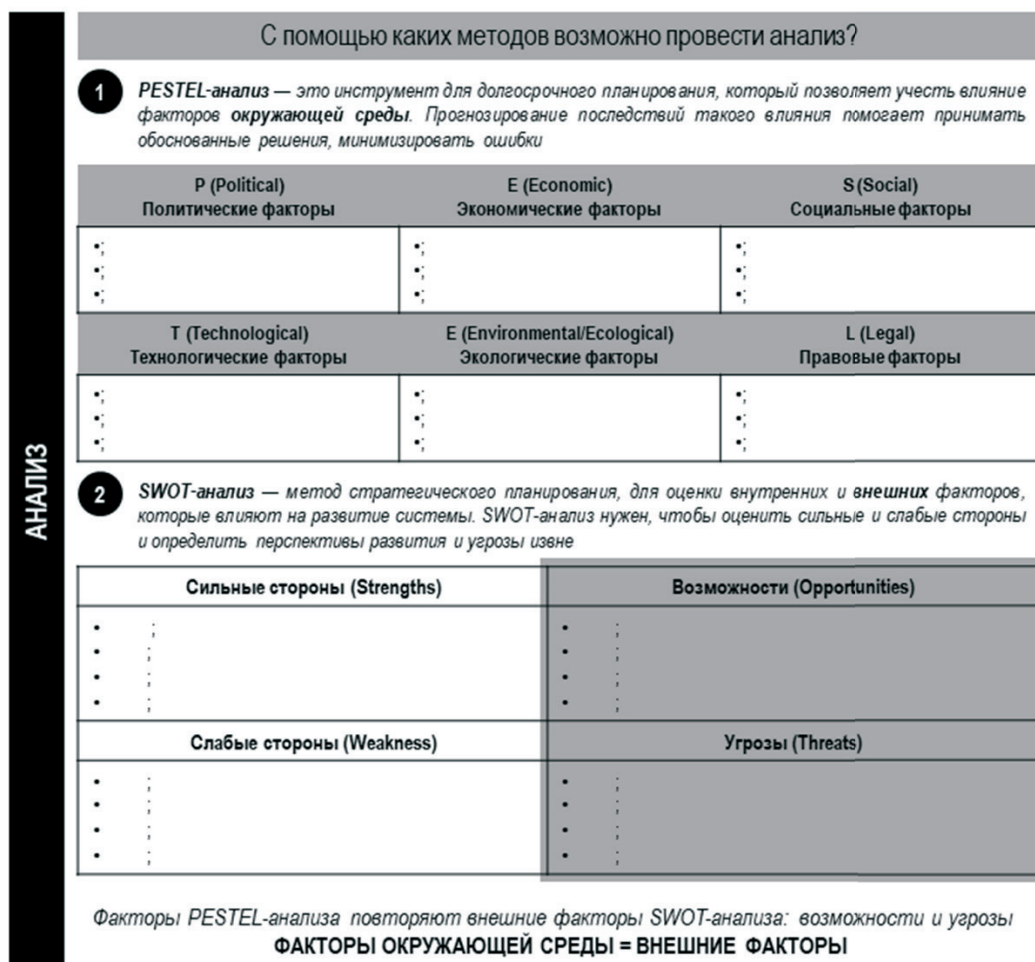 АНАЛИЗ
С помощью каких методов возможно провести анализ?
1
PESTEL-анализ — это инструмент для долгосрочного планирования, который позволяет учесть влияние
факторов окружающей среды. Прогнозирование последствий такого влияния помогает принимать
обоснованные решения, минимизировать ошибки
P (Political)
Политические факторы
E (Economic)
Экономические факторы
S (Social)
Социальные факторы
•;
•;
•;
•;
•;
•;
•;
•;
•;
T (Technological)
Технологические факторы
E (Environmental/Ecological)
Экологические факторы
L (Legal)
Правовые факторы
•;
•;
•;
•;
•;
•;
•;
•;
•;
2
SWOT-анализ — метод стратегического планирования, для оценки внутренних и внешних факторов,
которые влияют на развитие системы. SWOT-анализ нужен, чтобы оценить сильные и слабые стороны
и определить перспективы развития и угрозы извне
Сильные стороны (Strengths)
Возможности (Opportunities)
• ;
• ;
• ;
• ;
• ;
• ;
• ;
• ;
Слабые стороны (Weakness)
Угрозы (Threats)
• ;
• ;
• ;
• ;
• ;
• ;
• ;
• ;
Факторы PESTEL-анализа повторяют внешние факторы SWOT-анализа: возможности и угрозы
ФАКТОРЫ ОКРУЖАЮЩЕЙ СРЕДЫ = ВНЕШНИЕ ФАКТОРЫ